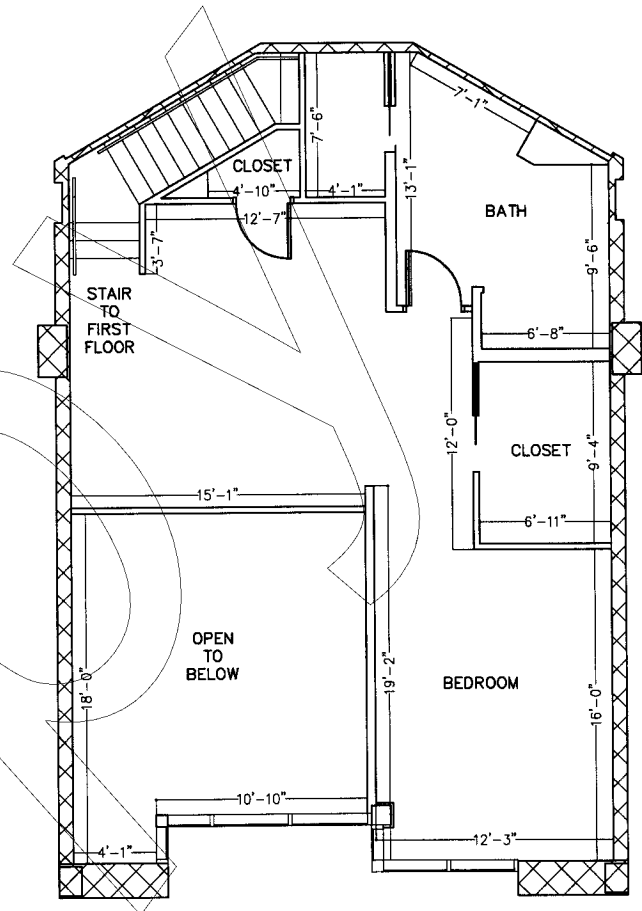 7'-1"
7'-6"
CLOSET
4'-10"
4'-1"
13'-1"
BATH
12'-7"
3'-7"
9'-6"
STAIR
TO
FIRST
FLOOR
6'-8"
12'-0"
CLOSET
9'-4"
15'-1"
6'-11"
OPEN
TO
BELOW
18'-0"
19'-2"
BEDROOM
16'-0"
10'-10"
12'-3"
4'-1"